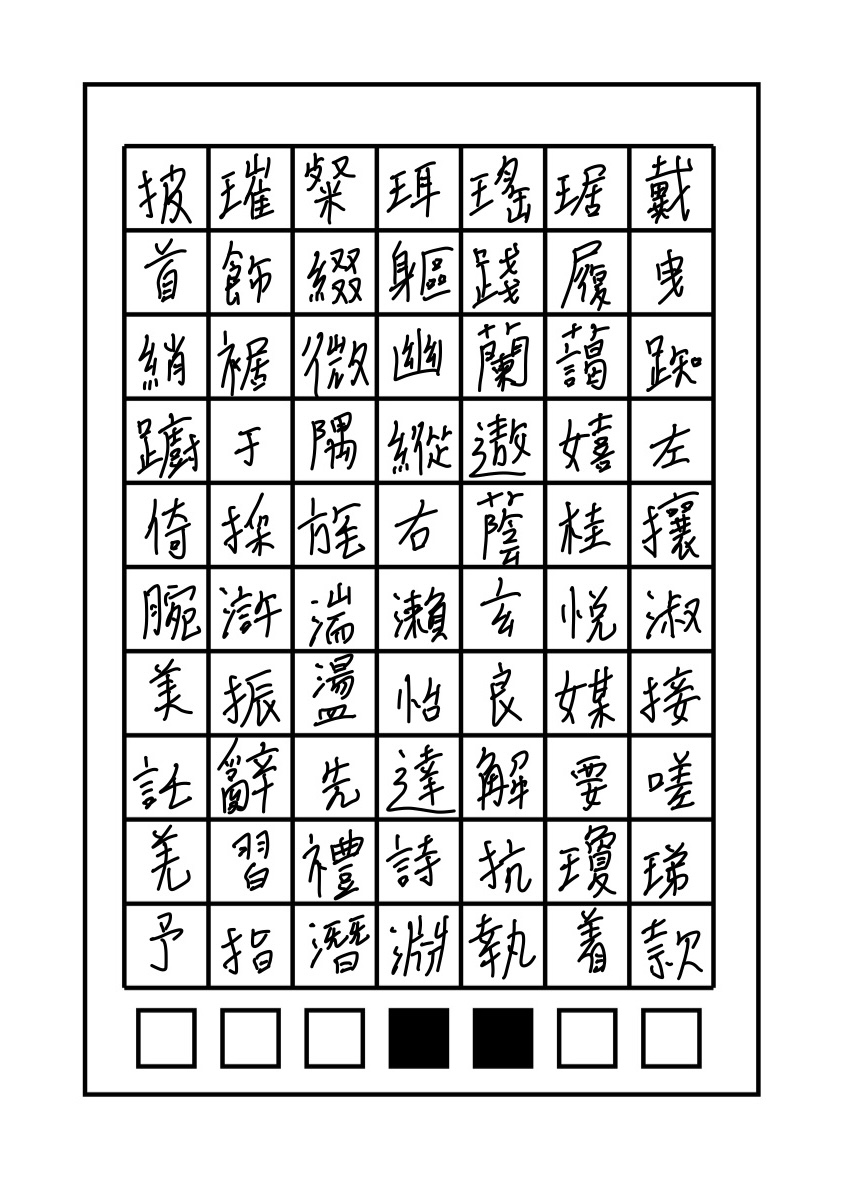 披璀粲珥瑤琚戴
首飾綴軀踐履曳
綃裾微幽蘭藹踟
躕于隅縱遨嬉左
倚採旄右蔭桂攘
腕滸湍瀨玄悅淑
美振盪怡良媒接
託辭先達解要嗟
羌習禮詩抗瓊珶
予指潛淵執着款